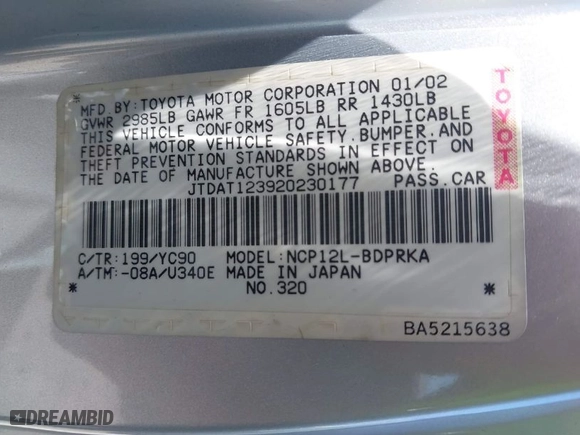 MFD.BY:TOYOTA MOTOR CORPORATION 01/02
GVWR 2985LB GAWR FR 1605LB RR 1430LB
THIS VEHICLE CONFORMS TO ALL APPLICABLE
FEDERAL MOTOR VEHICLE SAFETY,BUMPER,AND
THEFT PREVENTION STANDARDS IN EFFECT ON
THE DATE OF MANUFACTURE SHOWN ABOVE.
JTDAT123920230177 PASS.CAR
TOYOTA
C/TR:199/YC90 MODEL:NCP12L-BDPRKA
A/TM:-08A/U340E MADE IN JAPAN
* NO.320 *
BA5215638
DREAMBID